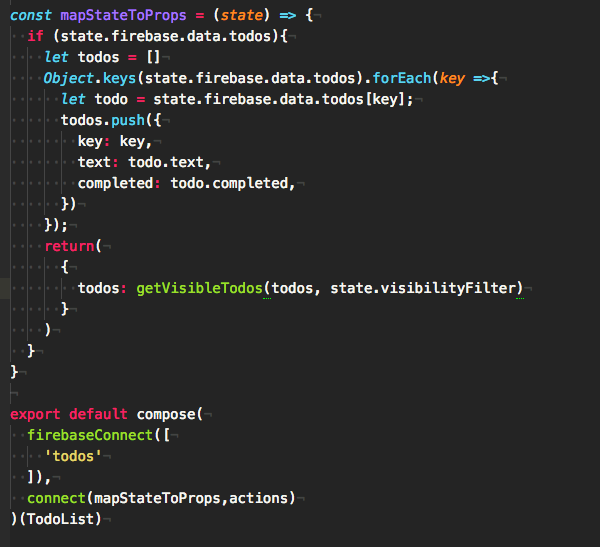 const mapStateToProps = (state) => {
  if (state.firebase.data.todos){
    let todos = []
    Object.keys(state.firebase.data.todos).forEach(key =>{
      let todo = state.firebase.data.todos[key];
      todos.push({
        key: key,
        text: todo.text,
        completed: todo.completed,
      })
    });
    return(
      {
        todos: getVisibleTodos(todos, state.visibilityFilter)
      }
    )
  }
}

export default compose(
  firebaseConnect([
    'todos'
  ]),
  connect(mapStateToProps,actions)
)(TodoList)